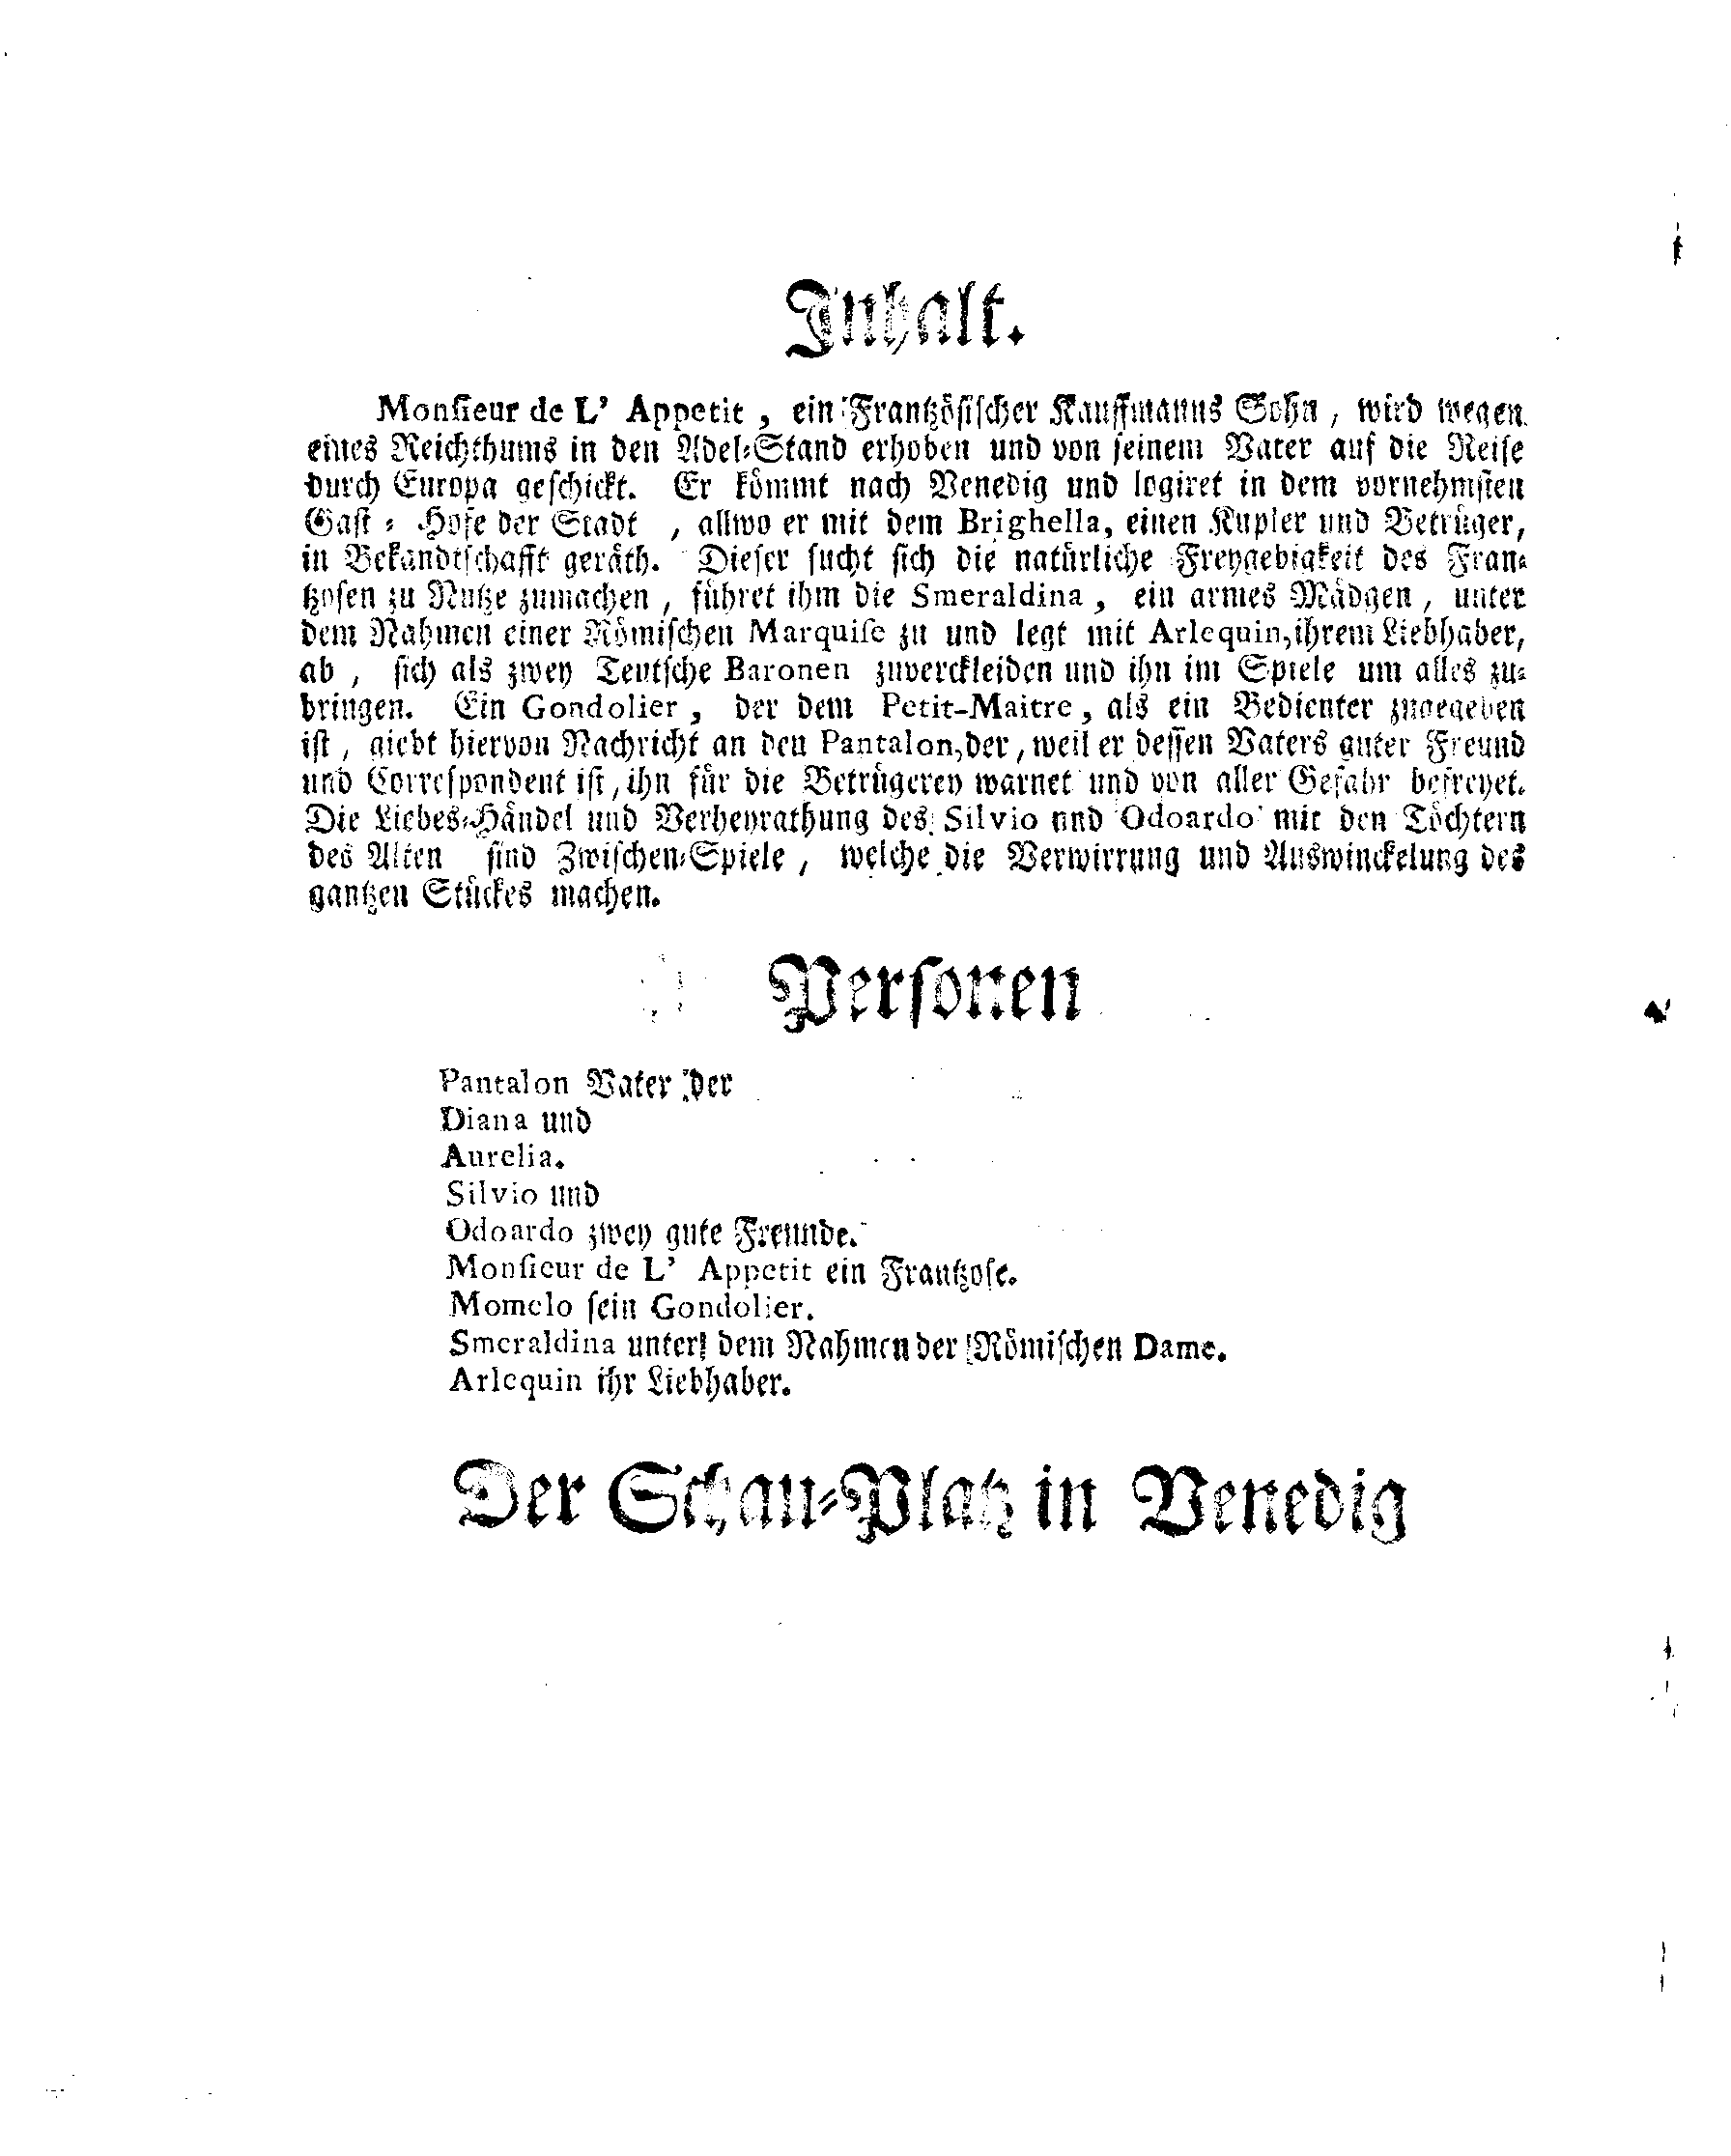 Inhalt.
Monsieur de L' Appetit, ein Frantzösischer Kauffmanns Sohn, wird wegen
eines Reichthums in den Adel-Stand erhoben und von seinem Vater auf die Reise
durch Europa geschickt. Er kömmt nach Venedig und logiret in dem vornehmsten
Gast-Hofe der Stadt, allwo er mit dem Brighella, einen Kupler und Betrüger,
in Bekandtschafft geräth. Dieser sucht sich die natürliche Freygebigkeit des Fran-
tzosen zu Nutze zumachen, führet ihm die Smeraldina, ein armes Mädgen, unter
dem Nahmen einer Römischen Marquise zu und legt mit Arlequin, ihrem Liebhaber,
ab, sich als zwey Teutsche Baronen zuverckleiden und ihn im Spiele um alles zu-
bringen. Ein Gondolier, der dem Petit-Maitre, als ein Bedienter zugegeben
ist, giebt hiervon Nachricht an den Pantalon, der, weil er dessen Vaters guter Freund
und Correspondent ist, ihn für die Betrügerey warnet und von aller Gefahr befreyet.
Die Liebes-Händel und Verheyrathung des Silvio und Odoardo mit den Töchtern
des Alten sind Zwischen-Spiele, welche die Verwirrung und Auswinckelung des
gantzen Stückes machen.
Personen
Pantalon Vater der
Diana und
Aurelia.
Silvio und
Odoardo zwey gute Freunde.
Monsieur de L' Appetit ein Frantzose.
Momolo sein Gondolier.
Smeraldina unter dem Nahmen der Römischen Dame.
Arlequin ihr Liebhaber.
Der Schau-Platz in Venedig